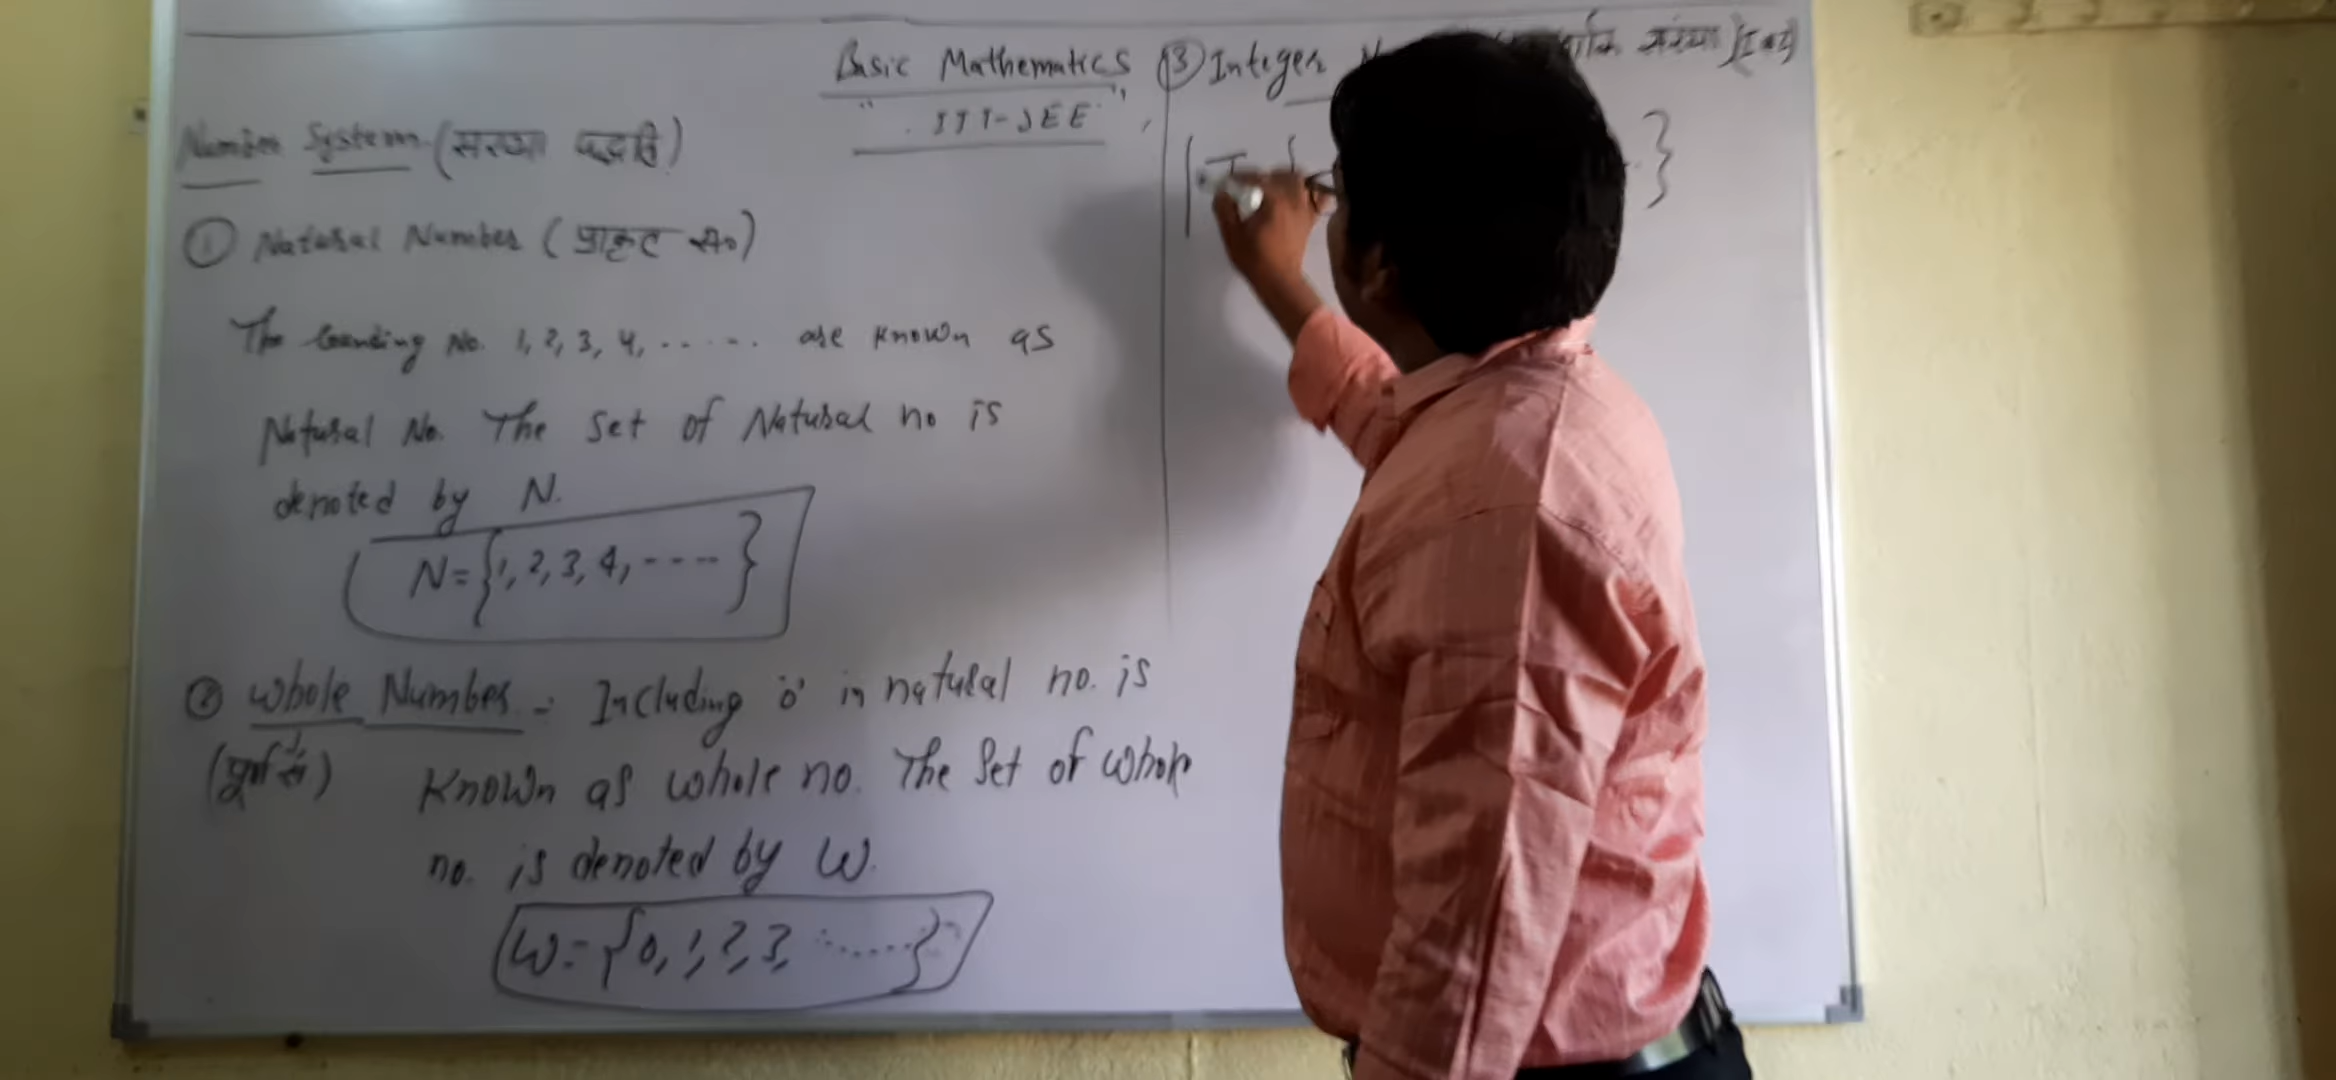 Basic Mathematics
"IIT-JEE"
Number System (संख्या पद्धति)
① Natural Number (प्राकृत सं०)
The Counting No. 1, 2, 3, 4, ...... are known as
Natural No. The Set of Natural no is
denoted by N.
N = {1, 2, 3, 4, ----}
② Whole Number - Including 'o' in natural no. is
(पूर्ण सं)
Known as whole no. The Set of whole
no. is denoted by W.
W = {0, 1, 2, 3, ......}
③ Integer
संख्या
I
}